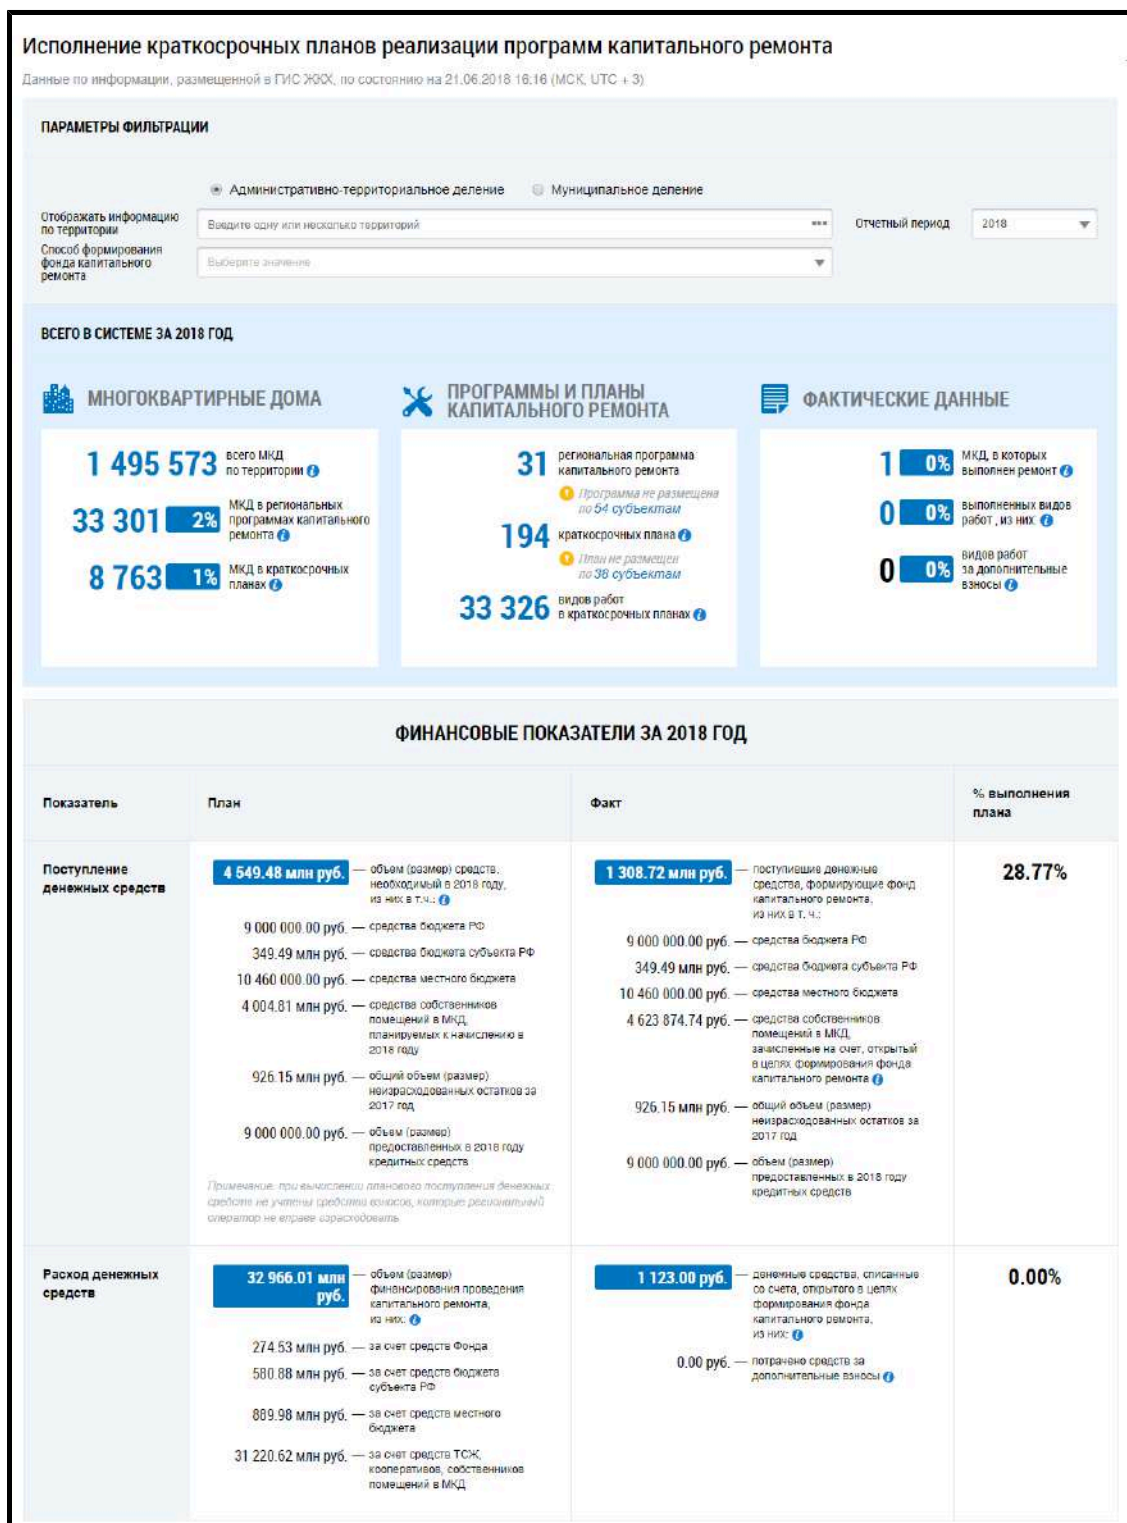 Исполнение краткосрочных планов реализации программ капитального ремонта
Данные по информации, размещенной в ГИС ЖКХ, по состоянию на 21.06.2018 16:16 (МСК, UTC + 3)
ПАРАМЕТРЫ ФИЛЬТРАЦИИ
Административно-территориальное деление Муниципальное деление
Отображать информацию
по территории
Введите одну или несколько территорий
Отчетный период 2018
Способ формирования
фонда капитального
ремонта
Выберите значение
ВСЕГО В СИСТЕМЕ ЗА 2018 ГОД
МНОГОКВАРТИРНЫЕ ДОМА
1 495 573 всего МКД
по территории
33 301 2% МКД в региональных
программах капитального
ремонта
8 763 1% МКД в краткосрочных
планах
ПРОГРАММЫ И ПЛАНЫ
КАПИТАЛЬНОГО РЕМОНТА
31 региональная программа
капитального ремонта
Программа не размещена
по 54 субъектам
194 краткосрочных плана
План не размещен
по 38 субъектам
33 326 видов работ
в краткосрочных планах
ФАКТИЧЕСКИЕ ДАННЫЕ
1 0% МКД, в которых
выполнен ремонт
0 0% выполненных видов
работ , из них:
0 0% видов работ
за дополнительные
взносы
ФИНАНСОВЫЕ ПОКАЗАТЕЛИ ЗА 2018 ГОД
Показатель План Факт % выполнения
плана
Поступление
денежных средств
4 549.48 млн руб. — объем (размер) средств,
необходимый в 2018 году,
из них в т.ч.:
9 000 000.00 руб. — средства бюджета РФ
349.49 млн руб. — средства бюджета субъекта РФ
10 460 000.00 руб. — средства местного бюджета
4 004.81 млн руб. — средства собственников
помещений в МКД,
планируемых к начислению в
2018 году
926.15 млн руб. — общий объем (размер)
неизрасходованных остатков за
2017 год
9 000 000.00 руб. — объем (размер)
предоставленных в 2018 году
кредитных средств
Примечание: при вычислении планового поступления денежных
средств не учтены средства взносов, которые региональный
оператор не вправе израсходовать
1 308.72 млн руб. — поступившие денежные
средства, формирующие фонд
капитального ремонта,
из них в т. ч.:
9 000 000.00 руб. — средства бюджета РФ
349.49 млн руб. — средства бюджета субъекта РФ
10 460 000.00 руб. — средства местного бюджета
4 623 874.74 руб. — средства собственников
помещений в МКД,
зачисленные на счет, открытый
в целях формирования фонда
капитального ремонта
926.15 млн руб. — общий объем (размер)
неизрасходованных остатков за
2017 год
9 000 000.00 руб. — объем (размер)
предоставленных в 2018 году
кредитных средств
28.77%
Расход денежных
средств
32 966.01 млн
руб. — объем (размер)
финансирования проведения
капитального ремонта,
из них:
274.53 млн руб. — за счет средств Фонда
580.88 млн руб. — за счет средств бюджета
субъекта РФ
889.98 млн руб. — за счет средств местного
бюджета
31 220.62 млн руб. — за счет средств ТСЖ,
кооперативов, собственников
помещений в МКД
1 123.00 руб. — денежные средства, списанные
со счета, открытого в целях
формирования фонда
капитального ремонта,
из них:
0.00 руб. — потрачено средств за
дополнительные взносы
0.00%